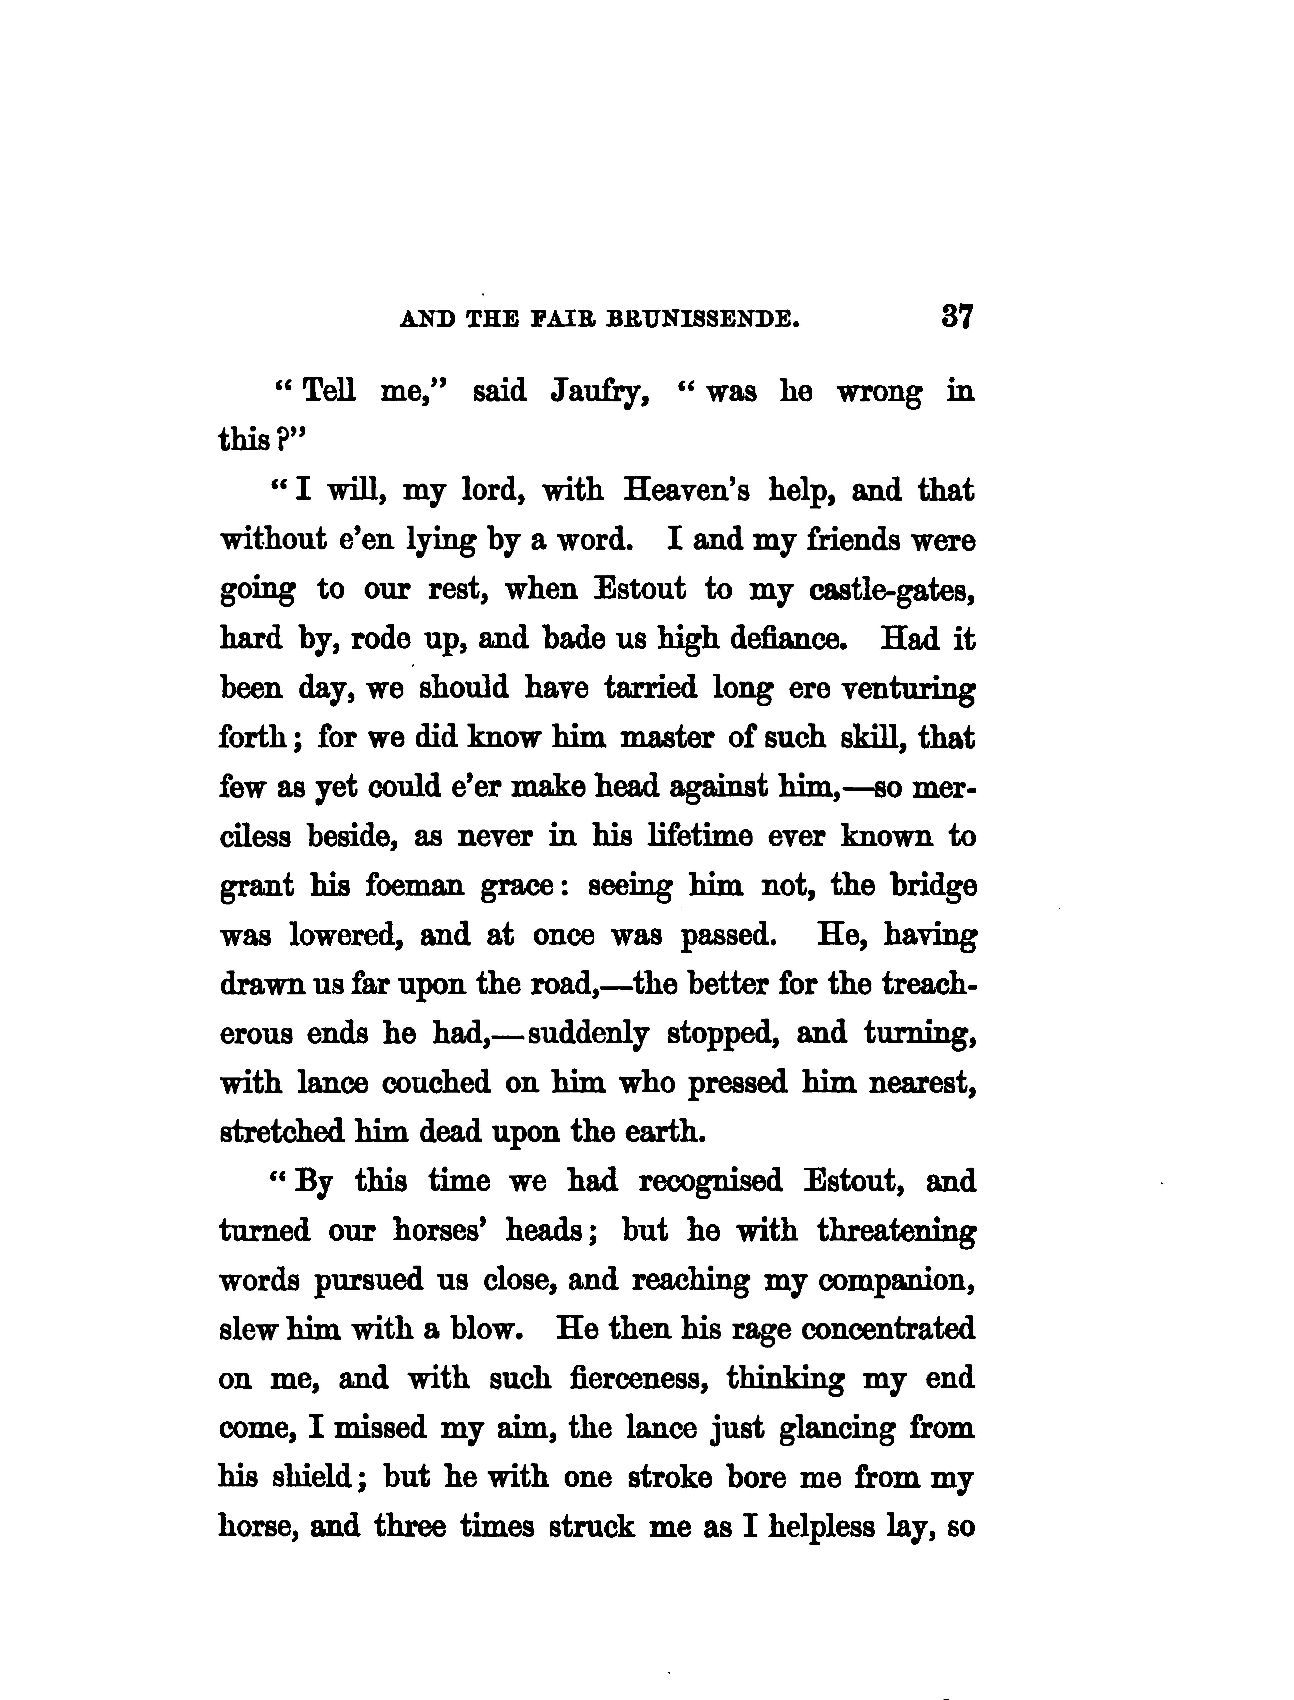 AND THE FAIR BRUNISSENDE. 37
“Tell me,” said Jaufry, “was he wrong in
this?”
“I will, my lord, with Heaven’s help, and that
without e’en lying by a word. I and my friends were
going to our rest, when Estout to my castle-gates,
hard by, rode up, and bade us high defiance. Had it
been day, we should have tarried long ere venturing
forth; for we did know him master of such skill, that
few as yet could e’er make head against him,—so mer-
ciless beside, as never in his lifetime ever known to
grant his foeman grace: seeing him not, the bridge
was lowered, and at once was passed. He, having
drawn us far upon the road,—the better for the treach-
erous ends he had,—suddenly stopped, and turning,
with lance couched on him who pressed him nearest,
stretched him dead upon the earth.
“By this time we had recognised Estout, and
turned our horses’ heads; but he with threatening
words pursued us close, and reaching my companion,
slew him with a blow. He then his rage concentrated
on me, and with such fierceness, thinking my end
come, I missed my aim, the lance just glancing from
his shield; but he with one stroke bore me from my
horse, and three times struck me as I helpless lay, so